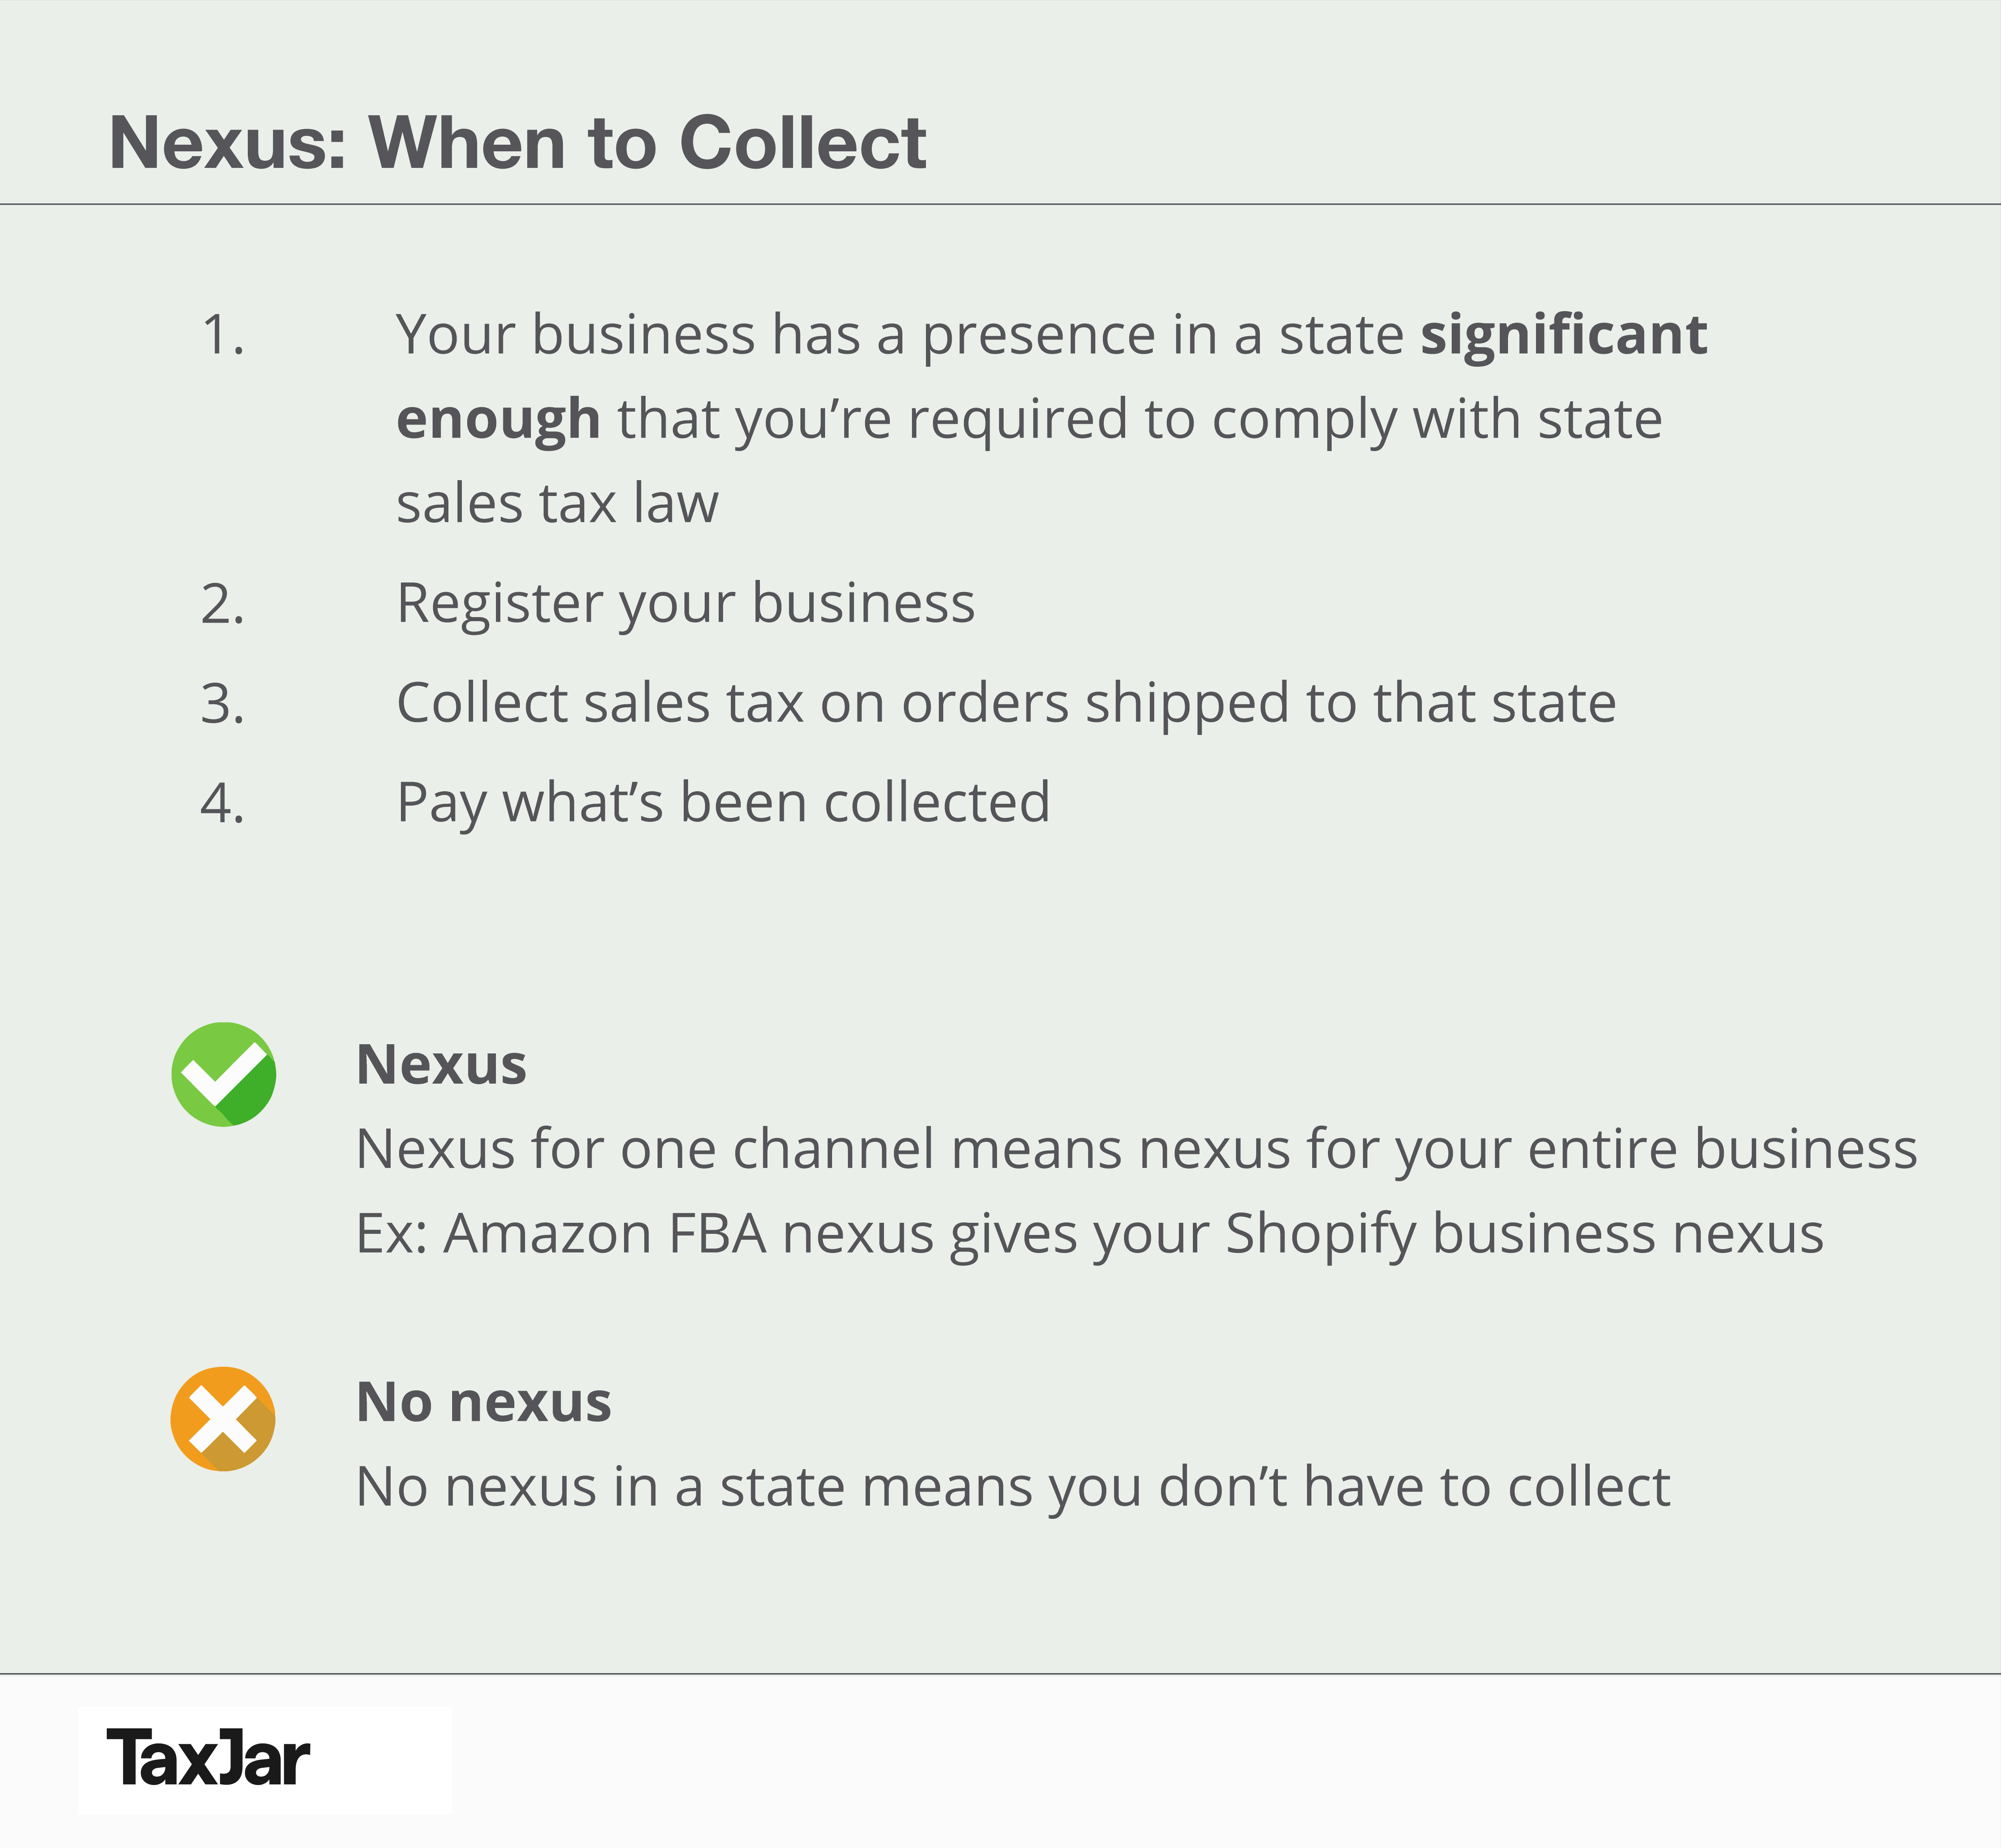 Nexus: When to Collect
1. Your business has a presence in a state significant
enough that you’re required to comply with state
sales tax law
2. Register your business
3. Collect sales tax on orders shipped to that state
4. Pay what’s been collected
Nexus
Nexus for one channel means nexus for your entire business
Ex: Amazon FBA nexus gives your Shopify business nexus
No nexus
No nexus in a state means you don’t have to collect
TaxJar